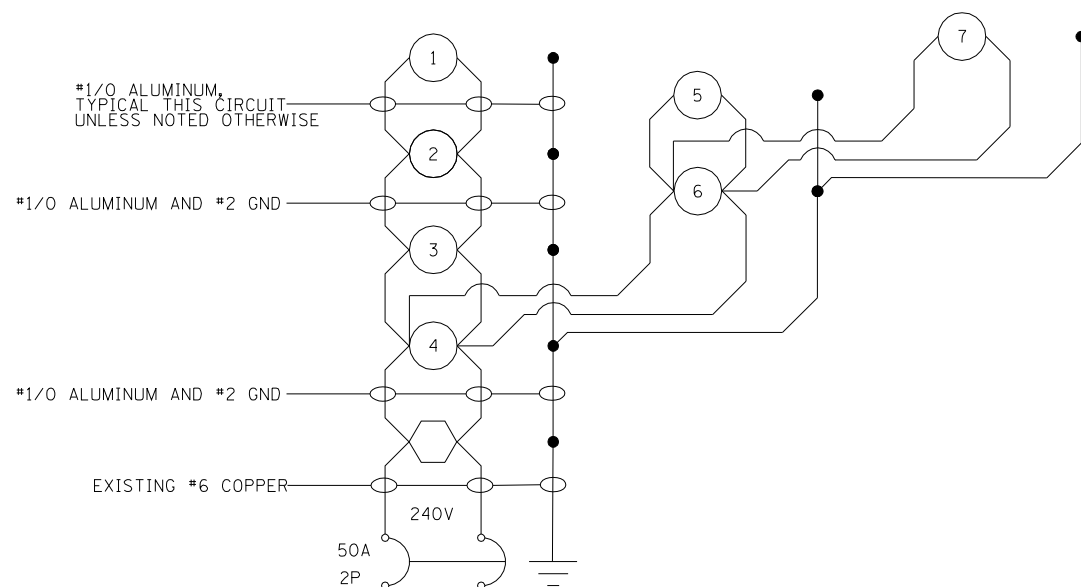 1
7
5
#1/0 ALUMINUM,
TYPICAL THIS CIRCUIT
UNLESS NOTED OTHERWISE
2
6
#1/0 ALUMINUM AND #2 GND
3
4
#1/0 ALUMINUM AND #2 GND
EXISTING #6 COPPER
240V
50A
2P